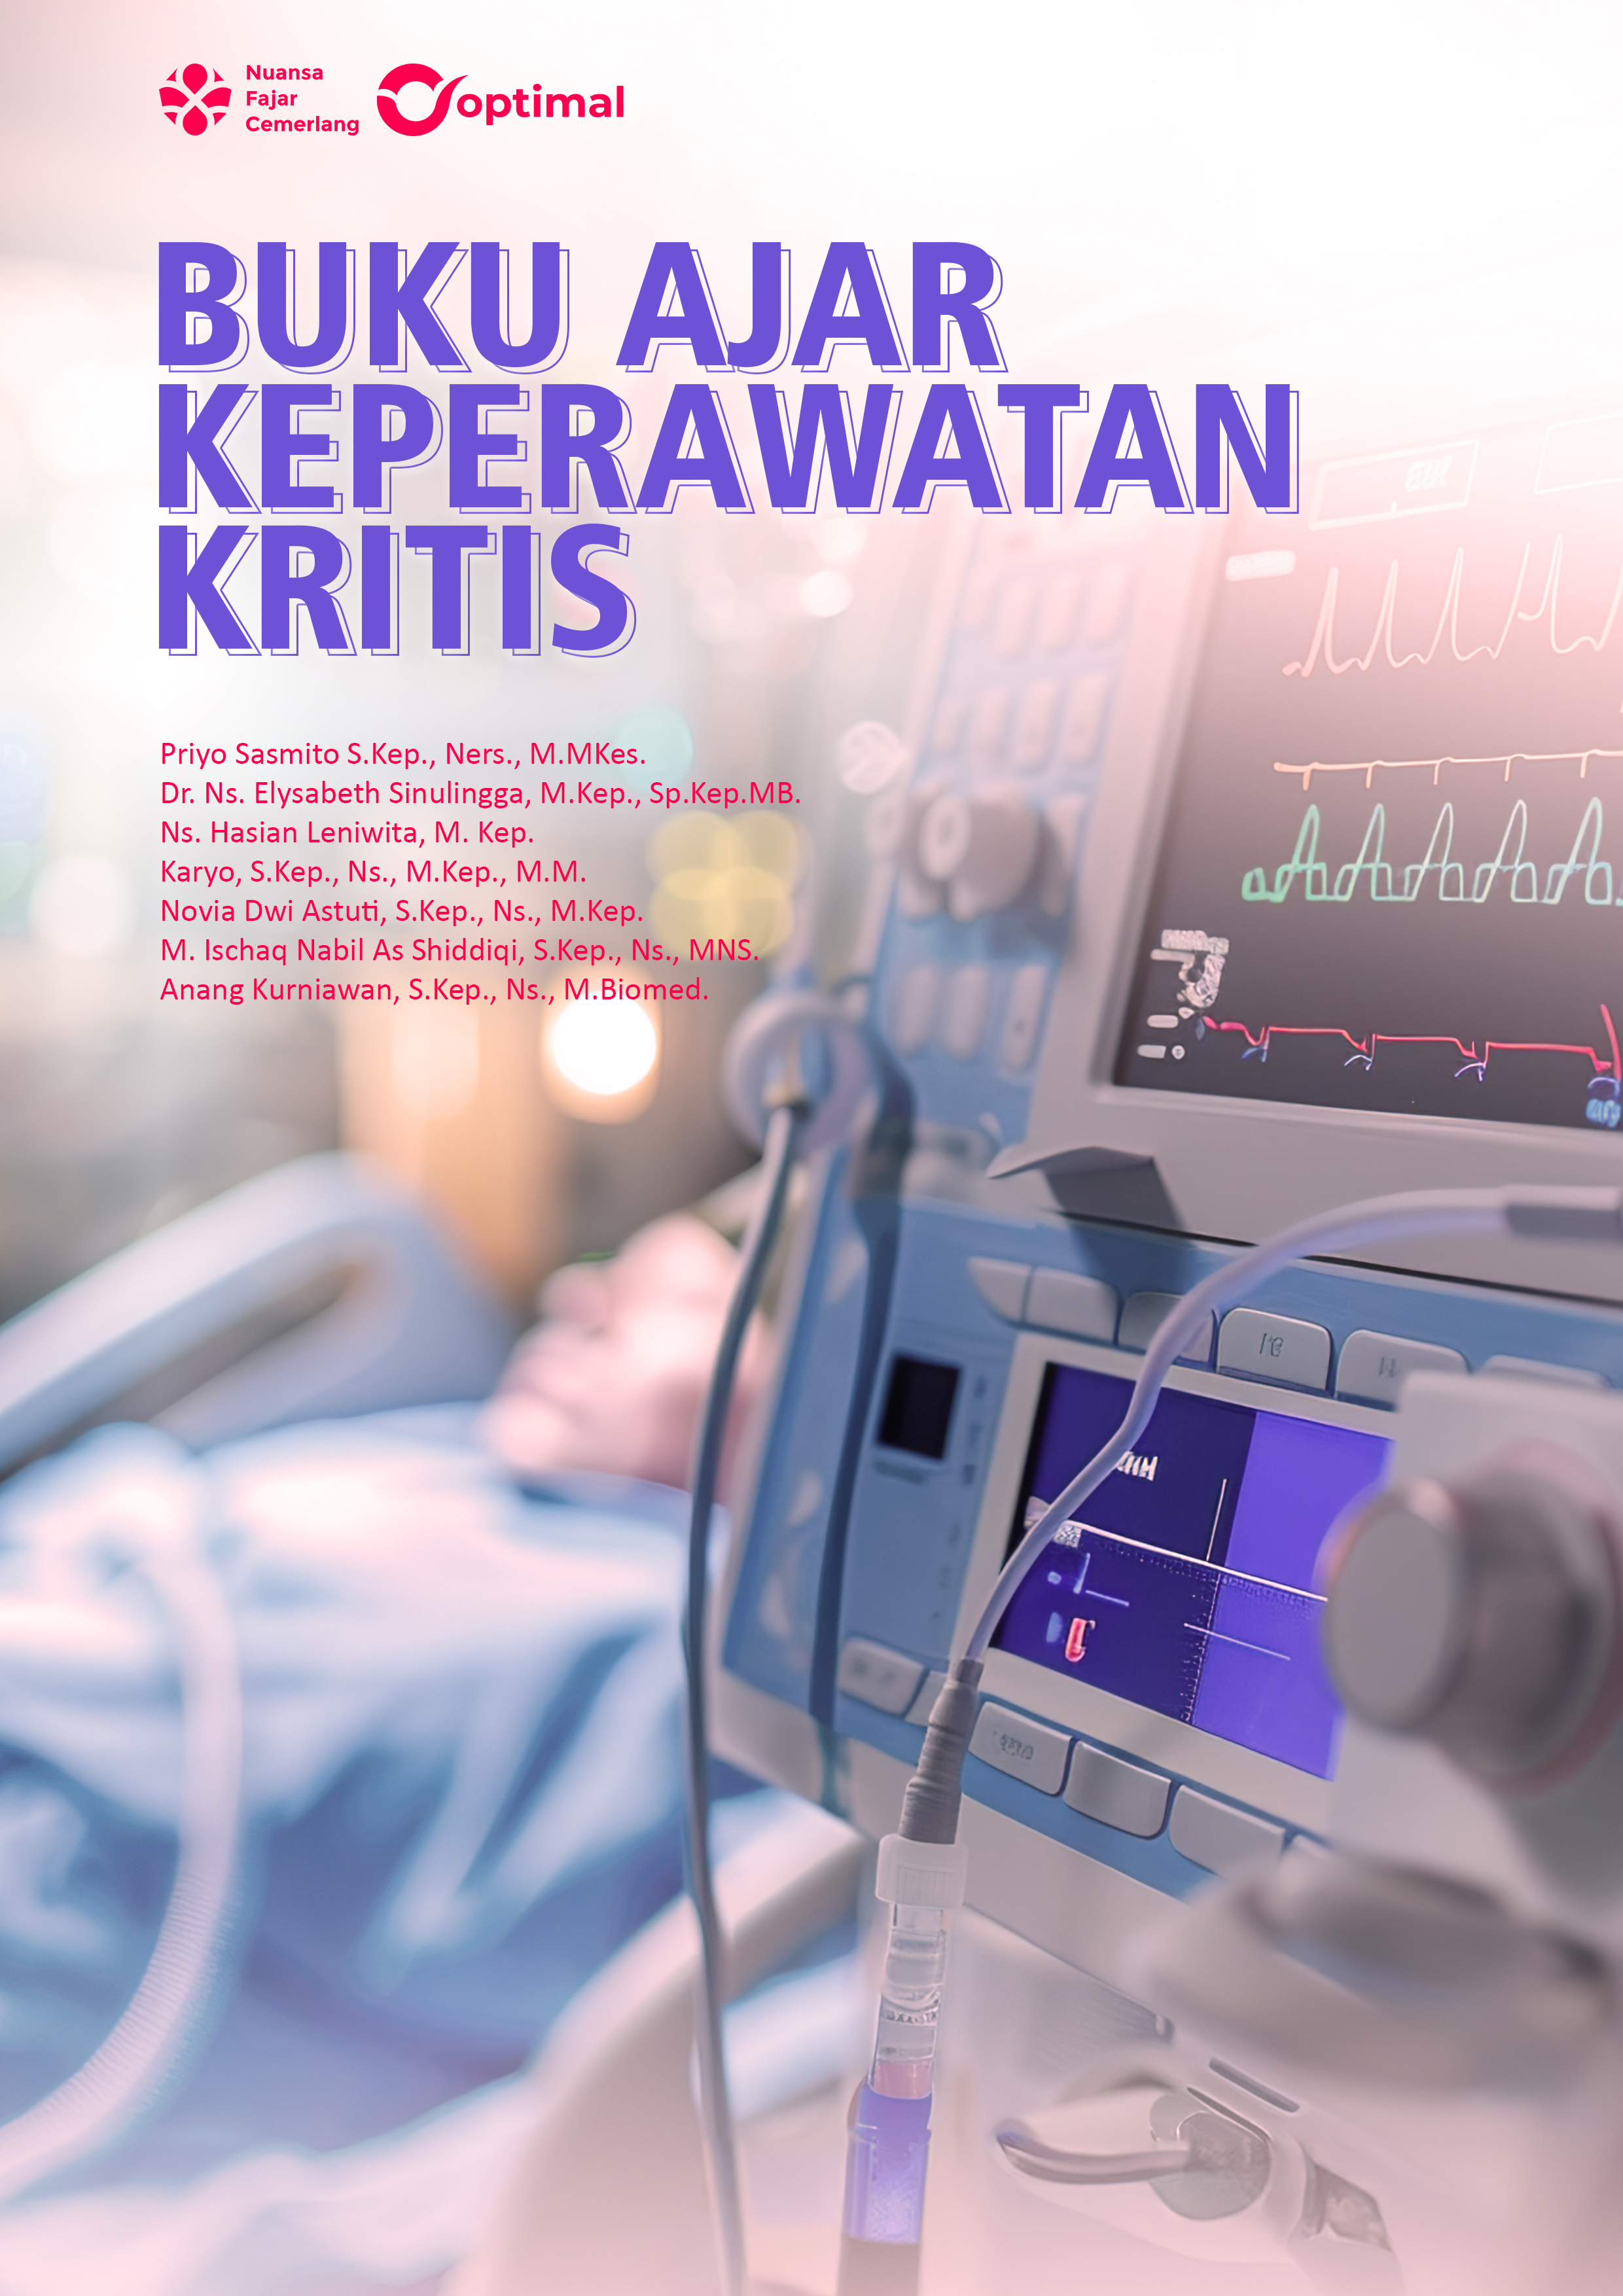 Nuansa
Fajar
Cemerlang
optimal
BUKU AJAR
KEPERAWATAN
KRITIS
Priyo Sasmito S.Kep., Ners., M.MKes.
Dr. Ns. Elysabeth Sinulingga, M.Kep., Sp.Kep.MB.
Ns. Hasian Leniwita, M. Kep.
Karyo, S.Kep., Ns., M.Kep., M.M.
Novia Dwi Astuti, S.Kep., Ns., M.Kep.
M. Ischaq Nabil As Shiddiqi, S.Kep., Ns., MNS.
Anang Kurniawan, S.Kep., Ns., M.Biomed.